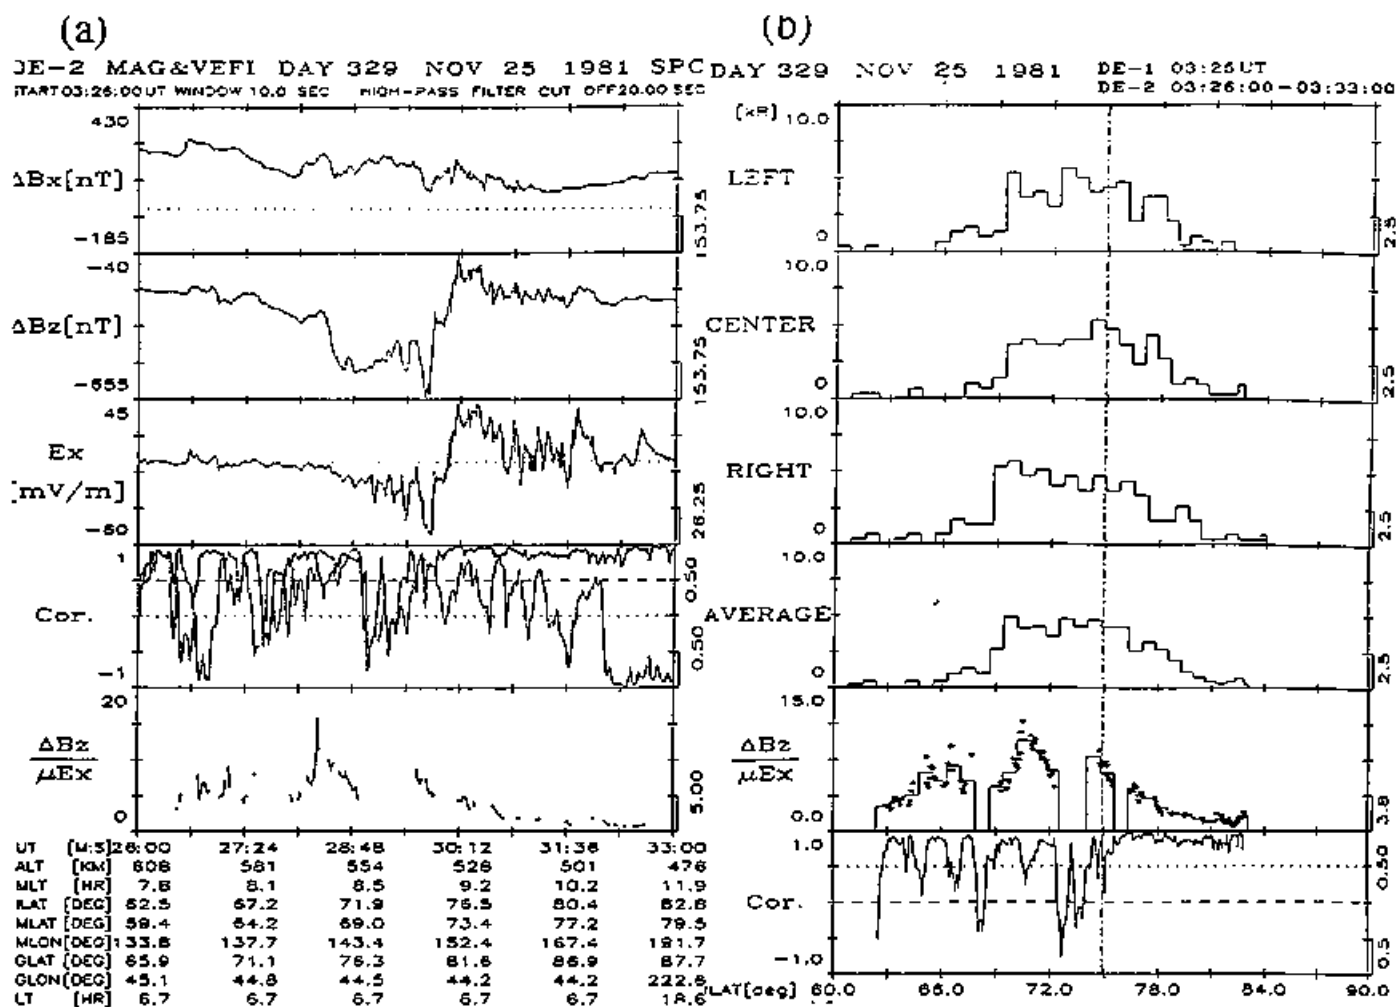 (a)
DE-2 MAG&VEFI DAY 329 NOV 25 1981 SPC
START 03:26:00UT WINDOW 10.0 SEC HIGH-PASS FILTER CUT OFF20.00 SEC
430
ΔBx[nT]
-185
153.75
-40
ΔBz[nT]
-655
153.75
45
Ex
[mV/m]
-60
26.25
1
0.50
Cor.
-1
0.50
20
ΔBz
μEx
0
5.00
UT [M:S] 26:00 27:24 28:48 30:12 31:36 33:00
ALT [KM] 608 581 554 528 501 476
MLT [HR] 7.8 8.1 8.5 9.2 10.2 11.9
ILAT [DEG] 62.5 67.2 71.9 76.5 80.4 82.8
MLAT [DEG] 59.4 64.2 69.0 73.4 77.2 79.5
MLON[DEG] 133.8 137.7 143.4 152.4 167.4 191.7
GLAT [DEG] 65.9 71.1 76.3 81.6 86.9 87.7
GLON[DEG] 45.1 44.8 44.5 44.2 44.2 222.8
LT [HR] 6.7 6.7 6.7 6.7 6.7 18.6
(b)
DAY 329 NOV 25 1981 DE-1 03:25UT
DE-2 03:26:00-03:33:00
[kR] 10.0
LEFT
0
2.5
10.0
CENTER
0
2.5
10.0
RIGHT
0
2.5
10.0
AVERAGE
0
2.5
15.0
ΔBz
μEx
0.0
3.8
1.0
0.50
Cor.
-1.0
0.5
LAT[deg] 60.0 66.0 72.0 78.0 84.0 90.0